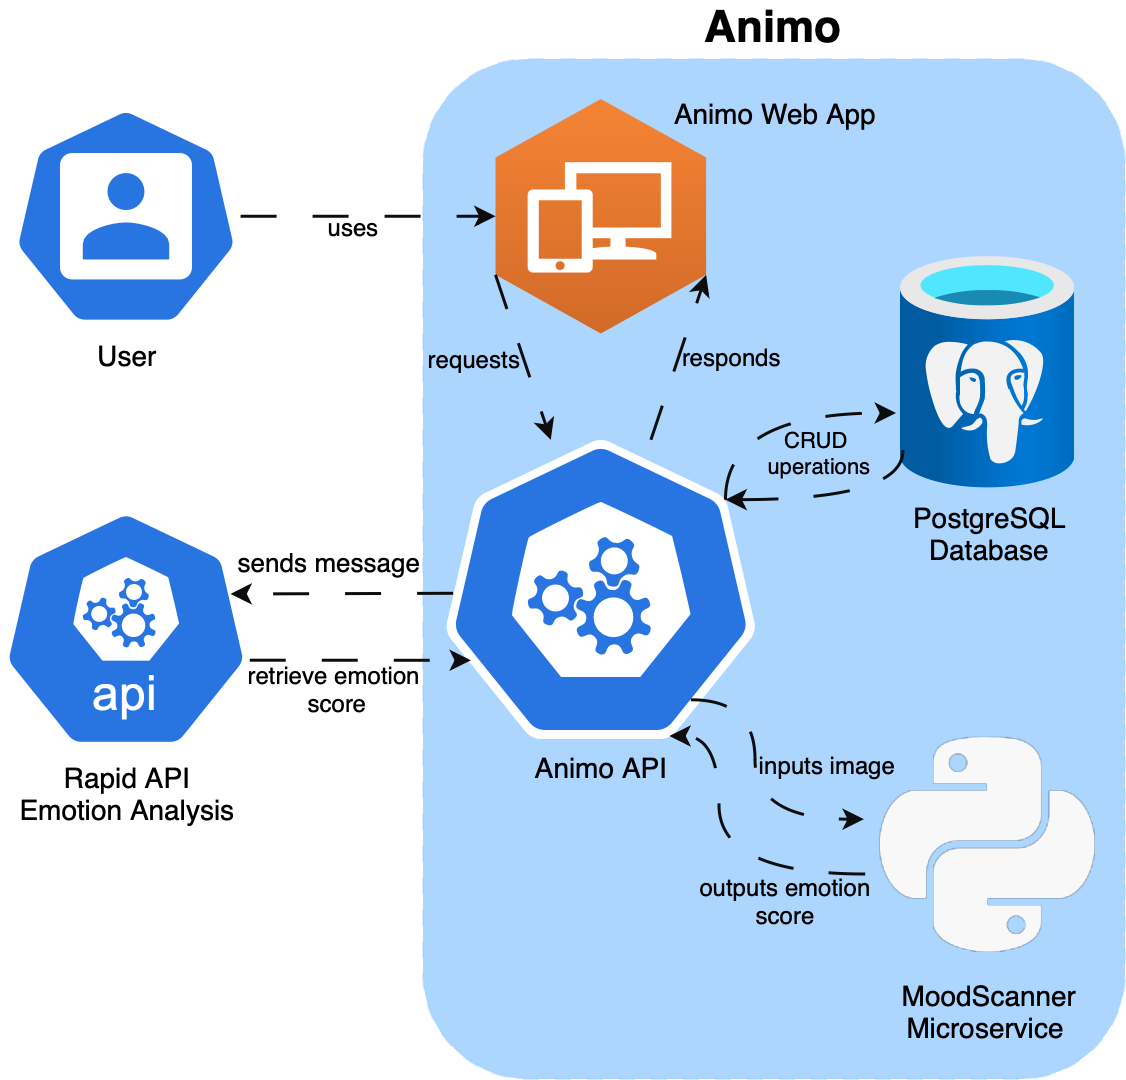 Animo
Animo Web App
uses
User
requests
responds
CRUD
uperations
PostgreSQL
Database
sends message
retrieve emotion
score
api
Rapid API
Emotion Analysis
Animo API
inputs image
outputs emotion
score
MoodScanner
Microservice